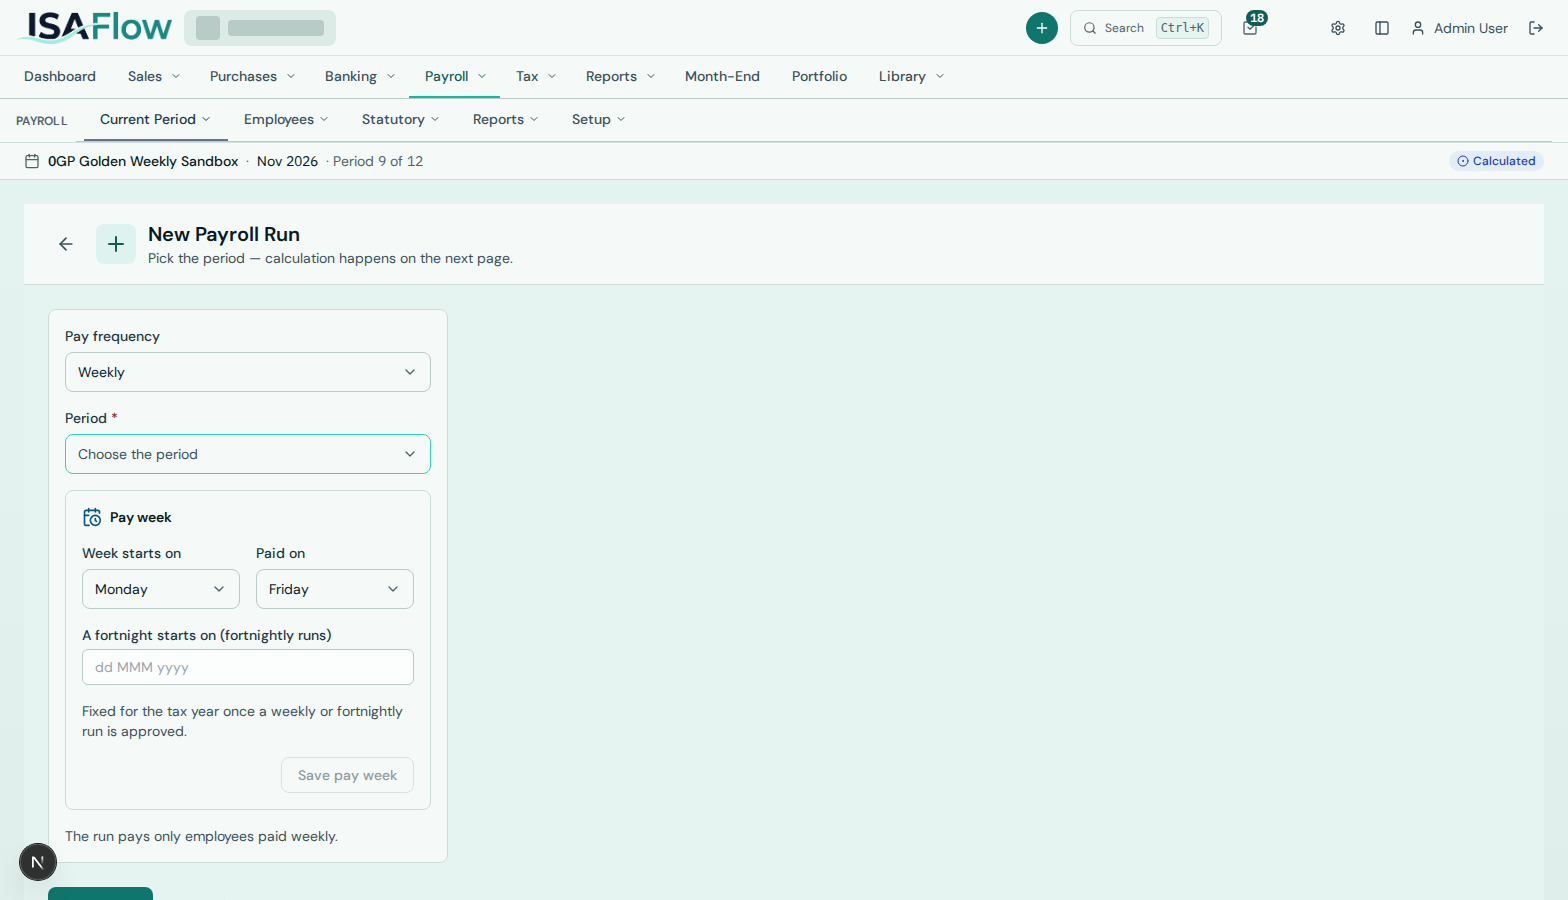 ISAFlow
Search Ctrl+K
18
Admin User
Dashboard Sales Purchases Banking Payroll Tax Reports Month-End Portfolio Library
PAYROLL Current Period Employees Statutory Reports Setup
0GP Golden Weekly Sandbox · Nov 2026 · Period 9 of 12 Calculated
New Payroll Run
Pick the period — calculation happens on the next page.
Pay frequency
Weekly
Period *
Choose the period
Pay week
Week starts on Paid on
Monday Friday
A fortnight starts on (fortnightly runs)
dd MMM yyyy
Fixed for the tax year once a weekly or fortnightly
run is approved.
Save pay week
The run pays only employees paid weekly.
N